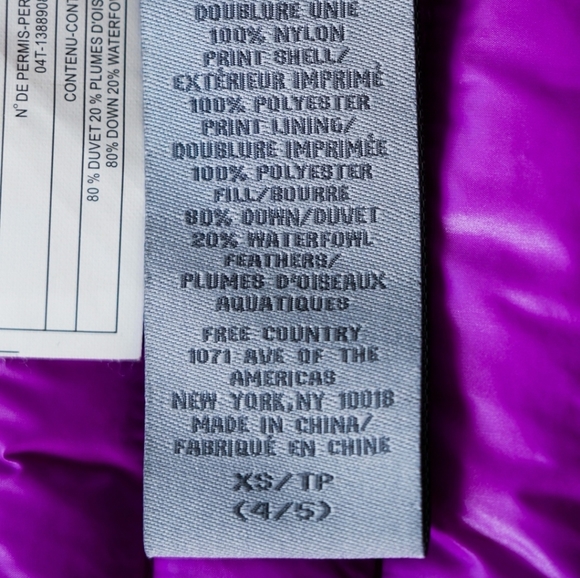 DOUBLURE UNIE
100% NYLON
PRINT SHELL/
EXTÉRIEUR IMPRIMÉ
100% POLYESTER
PRINT LINING/
DOUBLURE IMPRIMÉE
100% POLYESTER
FILL/BOURRE
80% DOWN/DUVET
20% WATERFOWL
FEATHERS/
PLUMES D'OISEAUX
AQUATIQUES
FREE COUNTRY
1071 AVE OF THE
AMERICAS
NEW YORK,NY 10018
MADE IN CHINA/
FABRIQUÉ EN CHINE
XS/TP
(4/5)
N° DE PERMIS-PER
04T-1388890
CONTENU-CONT
80 % DUVET 20 % PLUMES D'OIS
80% DOWN 20% WATERFO